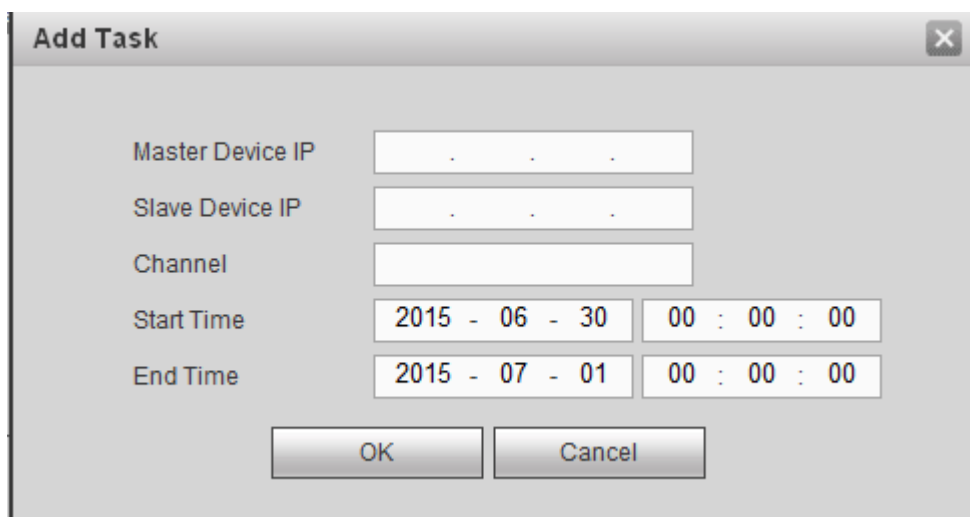 Add Task
Master Device IP . . .
Slave Device IP . . .
Channel
Start Time 2015 - 06 - 30 00 : 00 : 00
End Time 2015 - 07 - 01 00 : 00 : 00
OK Cancel